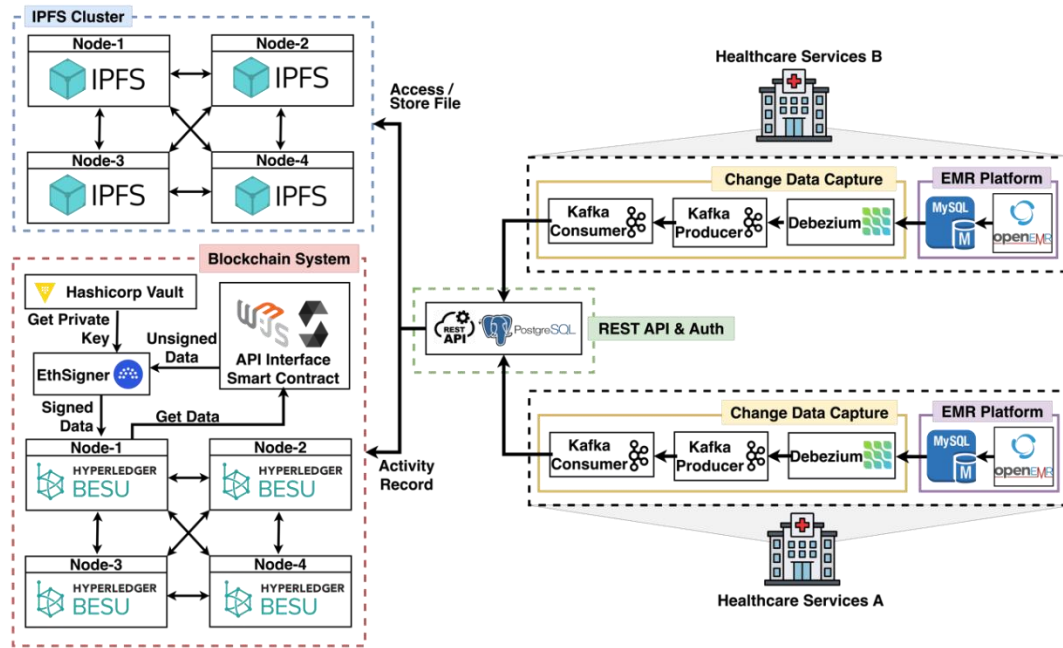 IPFS Cluster
Node-1
IPFS
Node-2
IPFS
Node-3
IPFS
Node-4
IPFS
Access /
Store File
Blockchain System
Hashicorp Vault
Get Private
Key
Unsigned
Data
W3JS
API Interface
Smart Contract
EthSigner
Signed
Data
Get Data
Node-1
HYPERLEDGER
BESU
Node-2
HYPERLEDGER
BESU
Node-3
HYPERLEDGER
BESU
Node-4
HYPERLEDGER
BESU
Activity
Record
REST
API
PostgreSQL
REST API & Auth
Healthcare Services B
Change Data Capture
EMR Platform
Kafka
Consumer
Kafka
Producer
Debezium
MySQL
M
openEMR
Change Data Capture
EMR Platform
Kafka
Consumer
Kafka
Producer
Debezium
MySQL
M
openEMR
Healthcare Services A